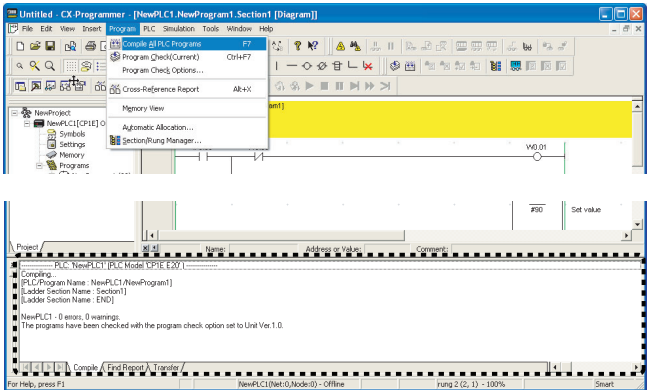 Untitled - CX-Programmer - [NewPLC1.NewProgram1.Section1 [Diagram]]
File Edit View Insert Program PLC Simulation Tools Window Help
Compile All PLC Programs F7
Program Check(Current) Ctrl+F7
Program Check Options...
Cross-Reference Report Alt+X
Memory View
Automatic Allocation...
Section/Rung Manager...
NewProject
NewPLC1[CP1E] O
Symbols
Settings
Memory
Programs
am1]
W0.01
#90
Set value
Project
Name: Address or Value: Comment:
PLC: 'NewPLC1' (PLC Model 'CP1E E20')
Compiling...
[PLC/Program Name : NewPLC1/NewProgram1]
[Ladder Section Name : Section1]
[Ladder Section Name : END]
NewPLC1 - 0 errors, 0 warnings.
The programs have been checked with the program check option set to Unit Ver.1.0.
Compile Find Report Transfer
For Help, press F1 NewPLC1(Net:0,Node:0) - Offline rung 2 (2, 1) - 100% Smart